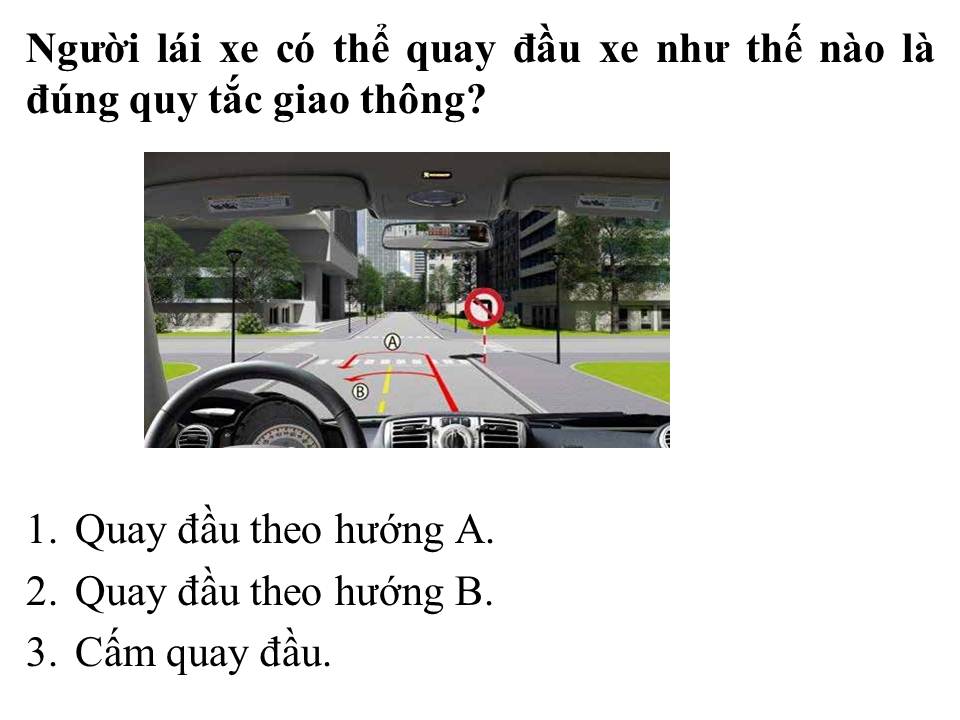 Người lái xe có thể quay đầu xe như thế nào là
đúng quy tắc giao thông?
A
B
1. Quay đầu theo hướng A.
2. Quay đầu theo hướng B.
3. Cấm quay đầu.